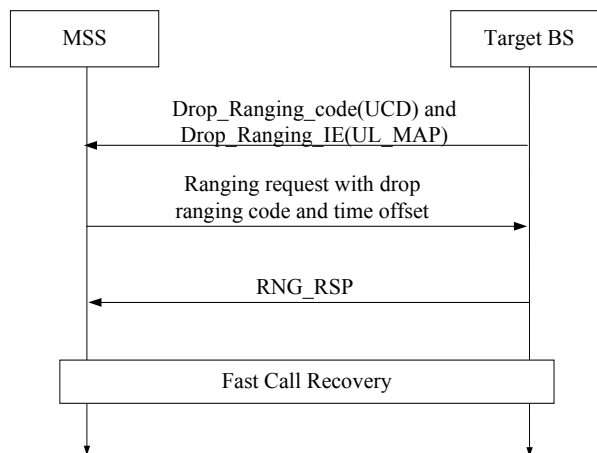 MSS
Target BS
Drop_Ranging_code(UCD) and
Drop_Ranging_IE(UL_MAP)
Ranging request with drop
ranging code and time offset
RNG_RSP
Fast Call Recovery